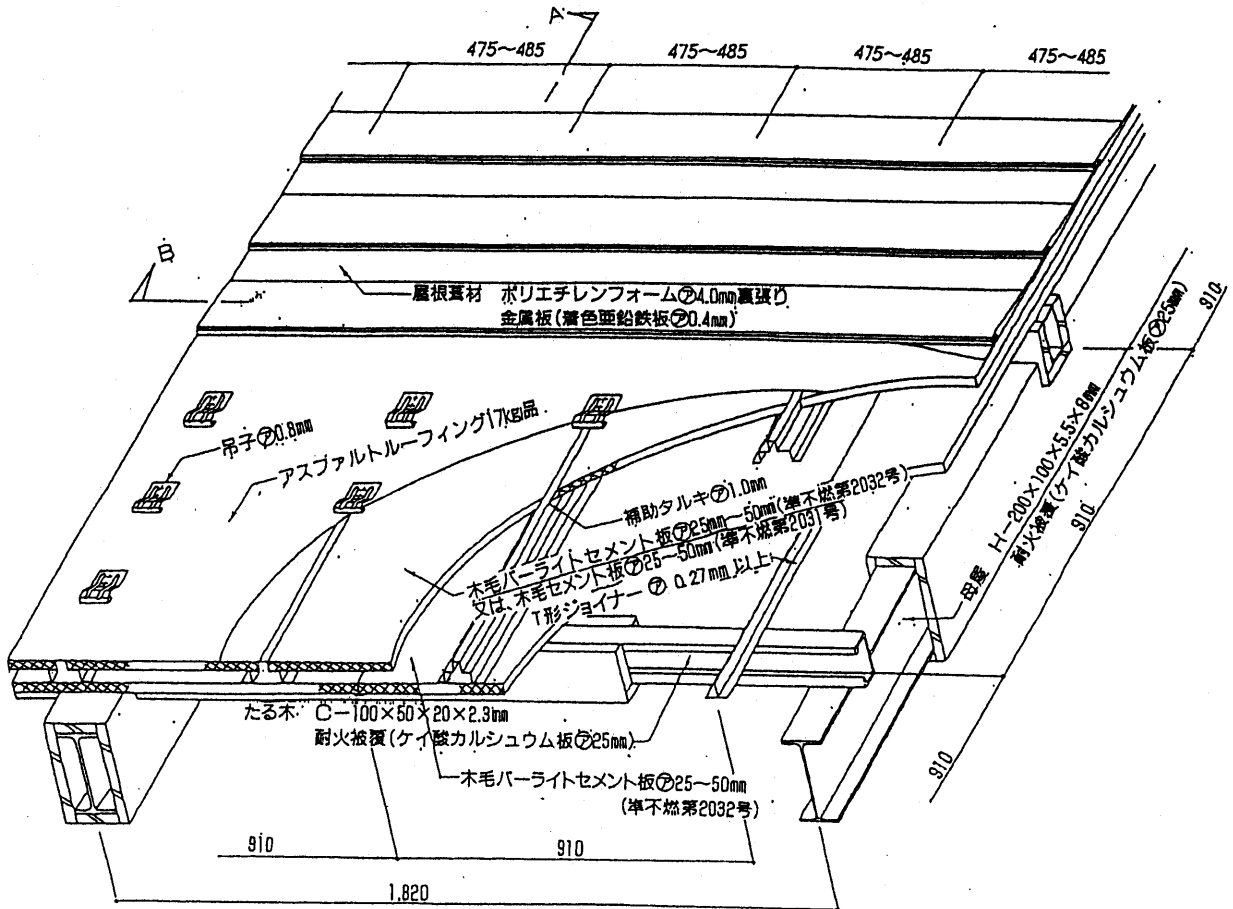 A
475~485
475~485
475~485
475~485
B
屋根葺材 ポリエチレンフォーム㋐4.0mm裏張り
金属板(着色亜鉛鉄板㋐0.4mm)
910
吊子㋐0.8mm
アスファルトルーフィング17kg品
母屋 H-200×100×5.5×8mm
耐火被覆(ケイ酸カルシュウム板㋐25mm)
910
補助タルキ㋐1.0mm
木毛パーライトセメント板㋐25mm~50mm(準不燃第2032号)
又は、木毛セメント板㋐25~50mm(準不燃第2031号)
T形ジョイナー㋐0.27mm以上
たる木 C-100×50×20×2.3mm
耐火被覆(ケイ酸カルシュウム板㋐25mm)
910
木毛パーライトセメント板㋐25~50mm
(準不燃第2032号)
910
910
1.820